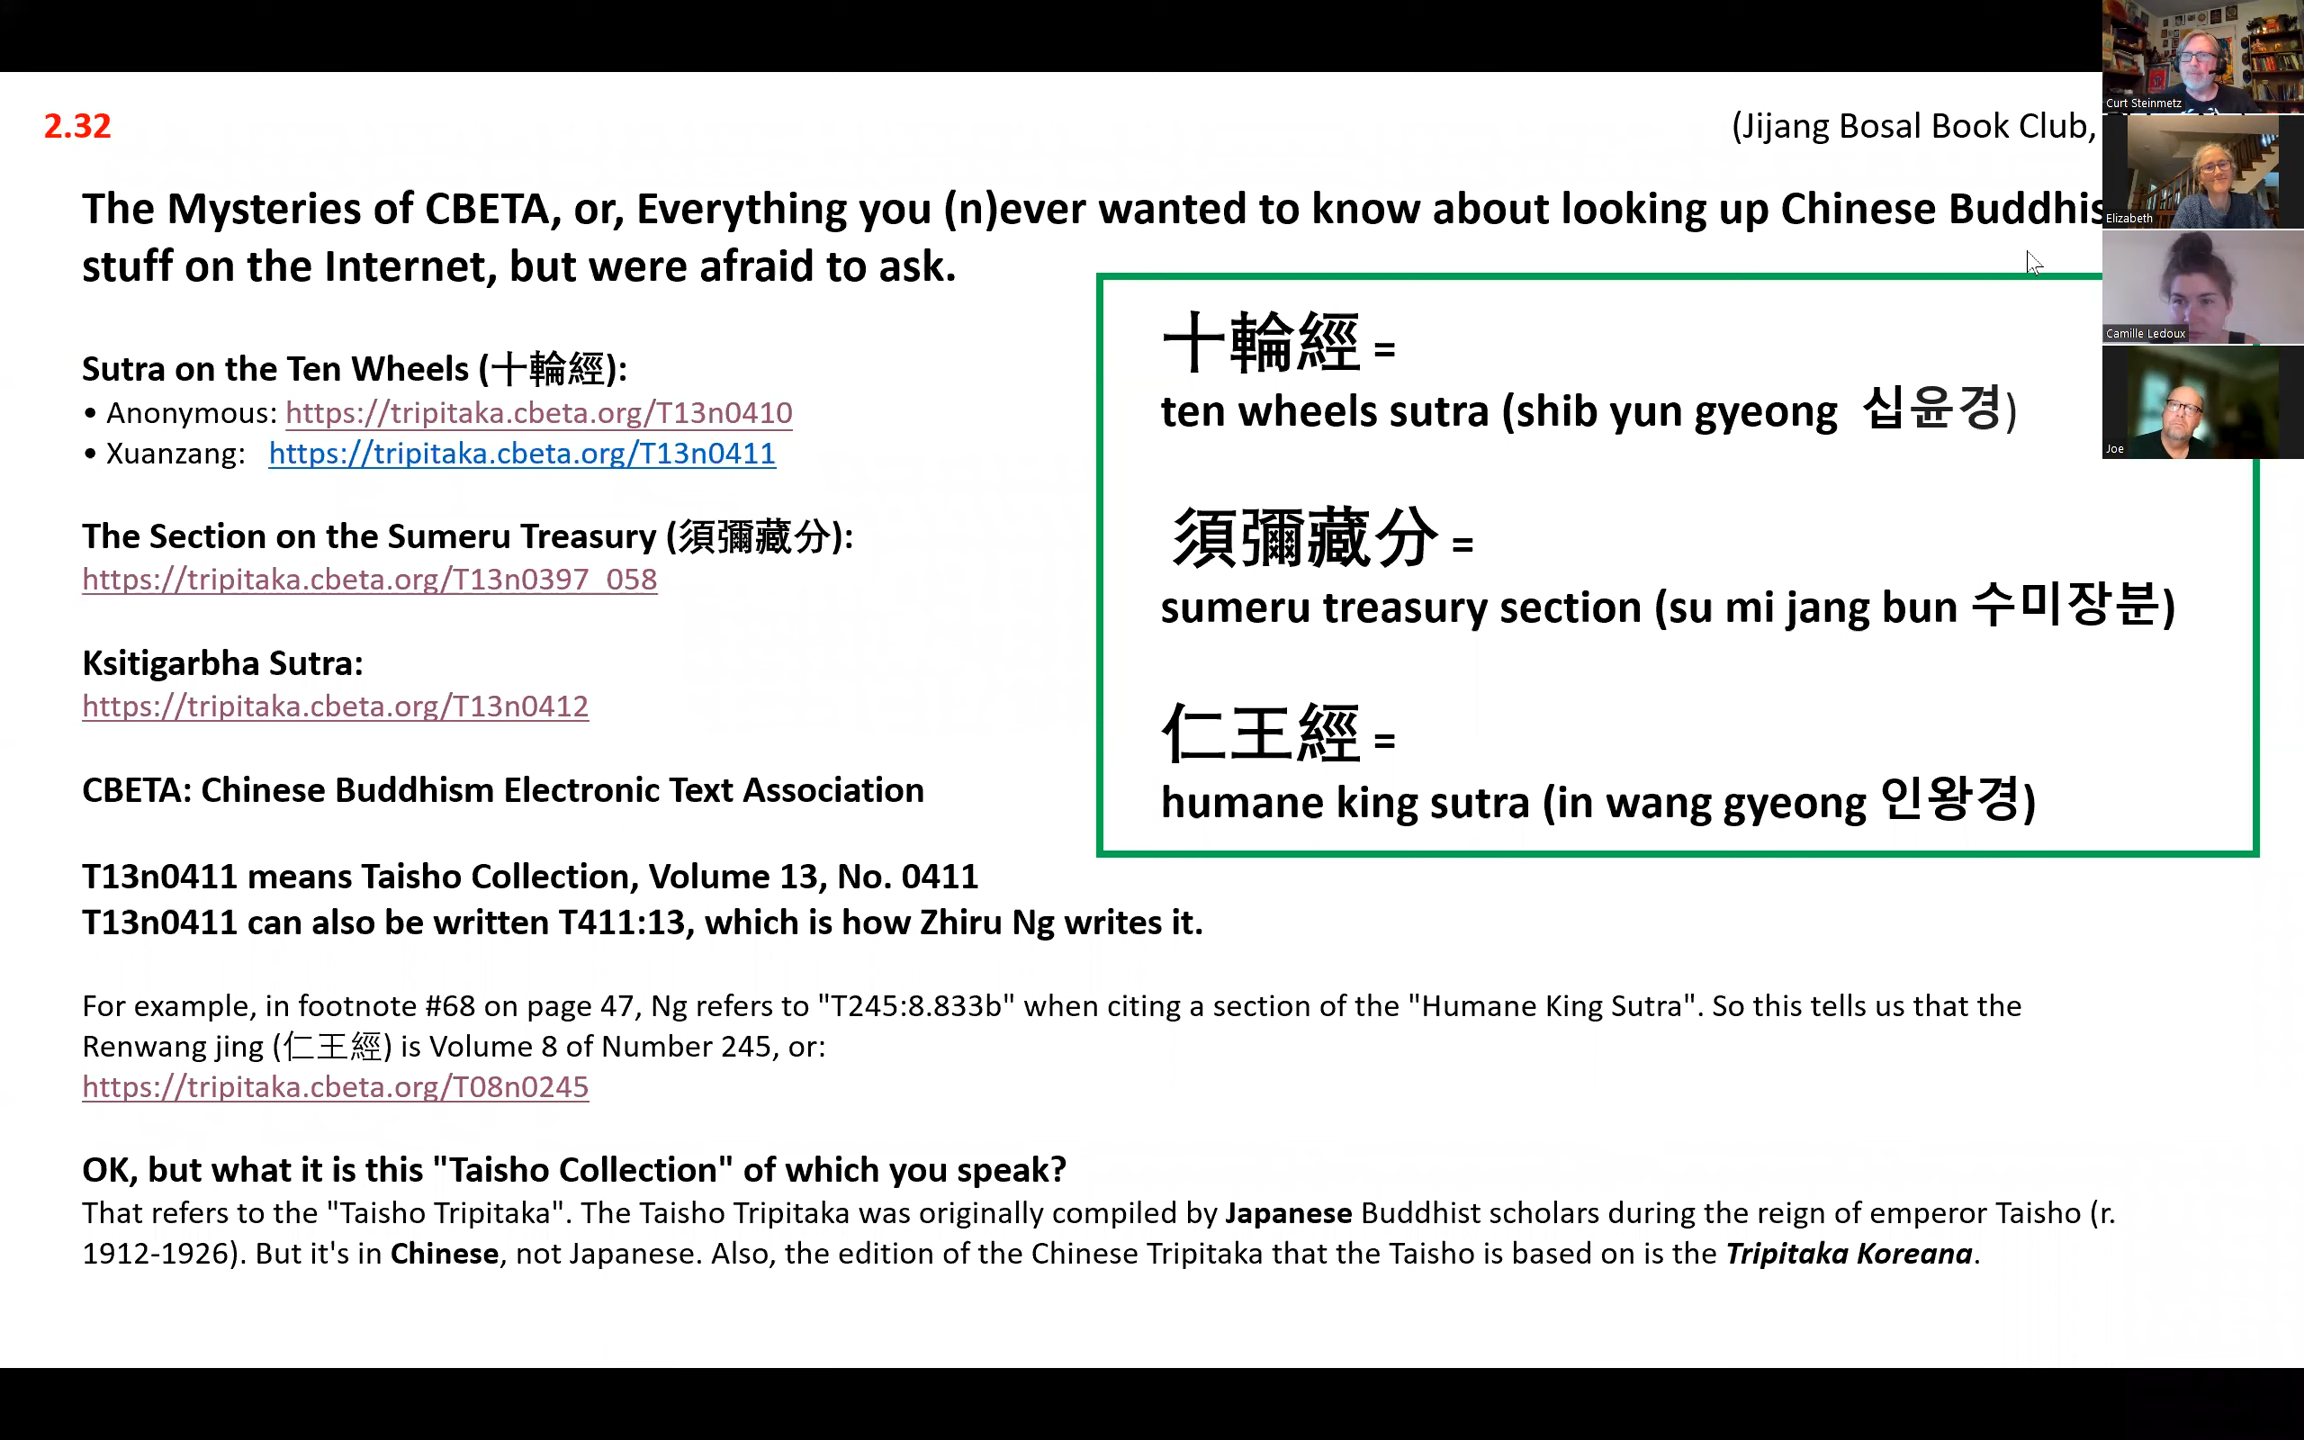 2.32
(Jijang Bosal Book Club,
The Mysteries of CBETA, or, Everything you (n)ever wanted to know about looking up Chinese Buddhis
stuff on the Internet, but were afraid to ask.
Sutra on the Ten Wheels (十輪經):
• Anonymous: https://tripitaka.cbeta.org/T13n0410
• Xuanzang: https://tripitaka.cbeta.org/T13n0411
The Section on the Sumeru Treasury (須彌藏分):
https://tripitaka.cbeta.org/T13n0397_058
Ksitigarbha Sutra:
https://tripitaka.cbeta.org/T13n0412
CBETA: Chinese Buddhism Electronic Text Association
T13n0411 means Taisho Collection, Volume 13, No. 0411
T13n0411 can also be written T411:13, which is how Zhiru Ng writes it.
For example, in footnote #68 on page 47, Ng refers to "T245:8.833b" when citing a section of the "Humane King Sutra". So this tells us that the
Renwang jing (仁王經) is Volume 8 of Number 245, or:
https://tripitaka.cbeta.org/T08n0245
OK, but what it is this "Taisho Collection" of which you speak?
That refers to the "Taisho Tripitaka". The Taisho Tripitaka was originally compiled by Japanese Buddhist scholars during the reign of emperor Taisho (r.
1912-1926). But it's in Chinese, not Japanese. Also, the edition of the Chinese Tripitaka that the Taisho is based on is the Tripitaka Koreana.
十輪經 =
ten wheels sutra (shib yun gyeong 십윤경)
須彌藏分 =
sumeru treasury section (su mi jang bun 수미장분)
仁王經 =
humane king sutra (in wang gyeong 인왕경)
Curt Steinmetz
Elizabeth
Camille Ledoux
Joe